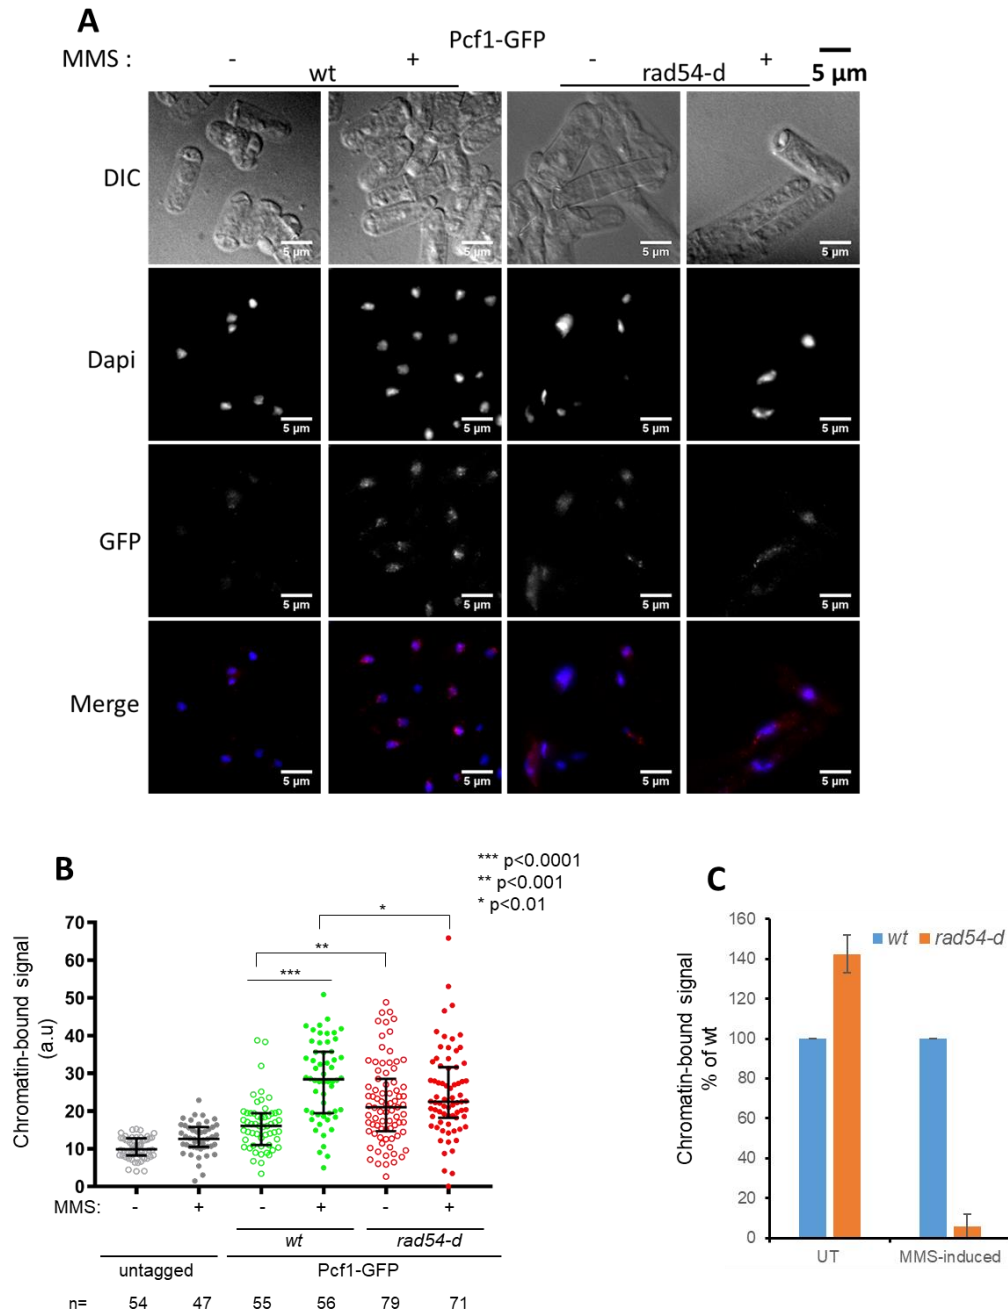 A
Pcf1-GFP
MMS : - + - +
wt rad54-d 5 µm
DIC
5 µm 5 µm 5 µm 5 µm
Dapi
5 µm 5 µm 5 µm 5 µm
GFP
5 µm 5 µm 5 µm 5 µm
Merge
5 µm 5 µm 5 µm 5 µm
B
*** p<0.0001
** p<0.001
* p<0.01
Chromatin-bound signal
(a.u)
70
60
50
40
30
20
10
0
*
**
***
MMS: - + - + - +
wt rad54-d
untagged Pcf1-GFP
n= 54 47 55 56 79 71
C
Chromatin-bound signal
% of wt
160
140
120
100
80
60
40
20
0
wt rad54-d
UT MMS-induced